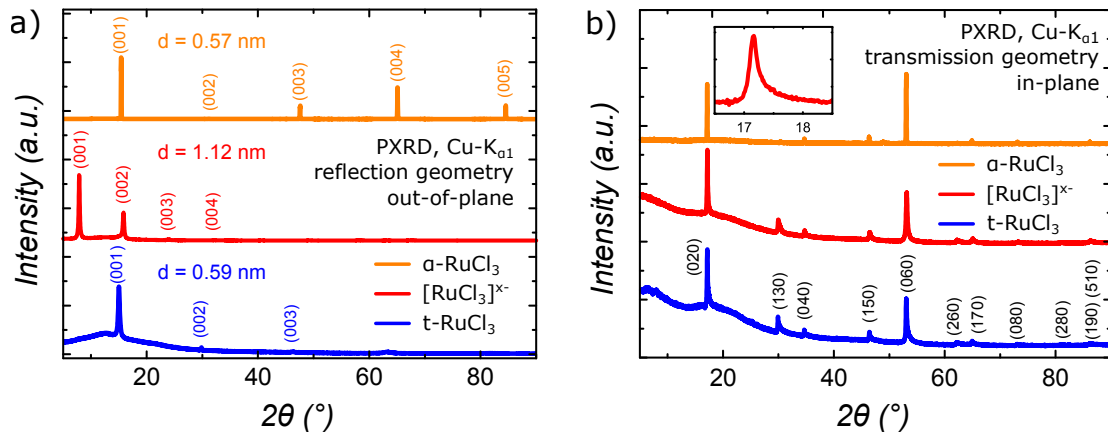 a)
Intensity (a.u.)
d = 0.57 nm
(001)
(002)
(003)
(004)
(005)
d = 1.12 nm
(001)
(002)
(003)
(004)
PXRD, Cu-Kα1
reflection geometry
out-of-plane
d = 0.59 nm
(001)
(002)
(003)
α-RuCl3
[RuCl3]x-
t-RuCl3
20 40 60 80
2θ (°)
b)
Intensity (a.u.)
17 18
PXRD, Cu-Kα1
transmission geometry
in-plane
α-RuCl3
[RuCl3]x-
t-RuCl3
(020)
(130)
(040)
(150)
(060)
(260)
(170)
(080)
(280)
(190)
(510)
20 40 60 80
2θ (°)